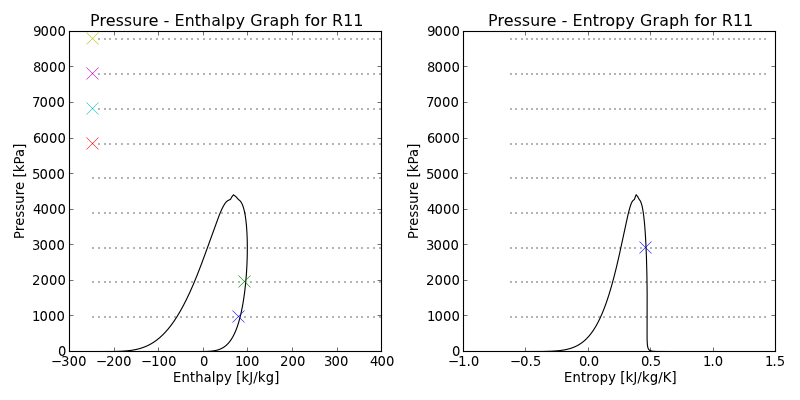 Pressure - Enthalpy Graph for R11
9000
8000
7000
6000
5000
4000
3000
2000
1000
0
−300 −200 −100 0 100 200 300 400
Pressure [kPa]
Enthalpy [kJ/kg]
Pressure - Entropy Graph for R11
9000
8000
7000
6000
5000
4000
3000
2000
1000
0
−1.0 −0.5 0.0 0.5 1.0 1.5
Pressure [kPa]
Entropy [kJ/kg/K]